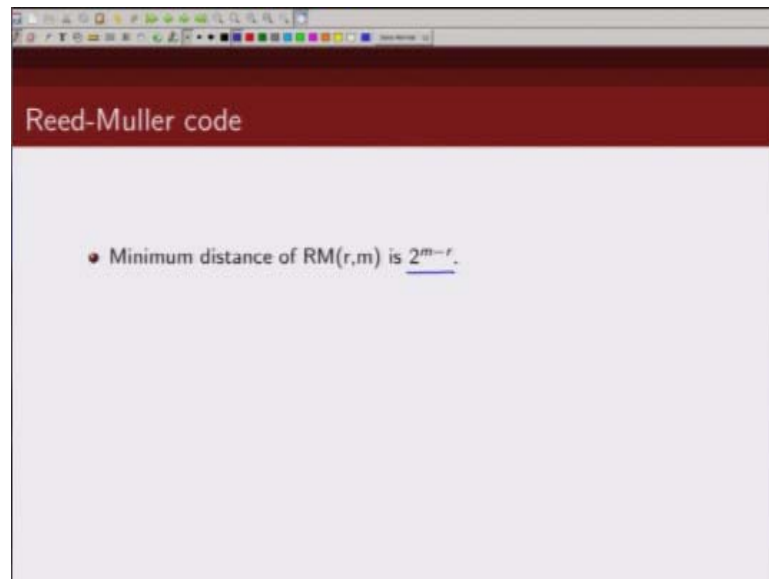 Reed-Muller code
Minimum distance of RM(r,m) is 2^{m-r}.